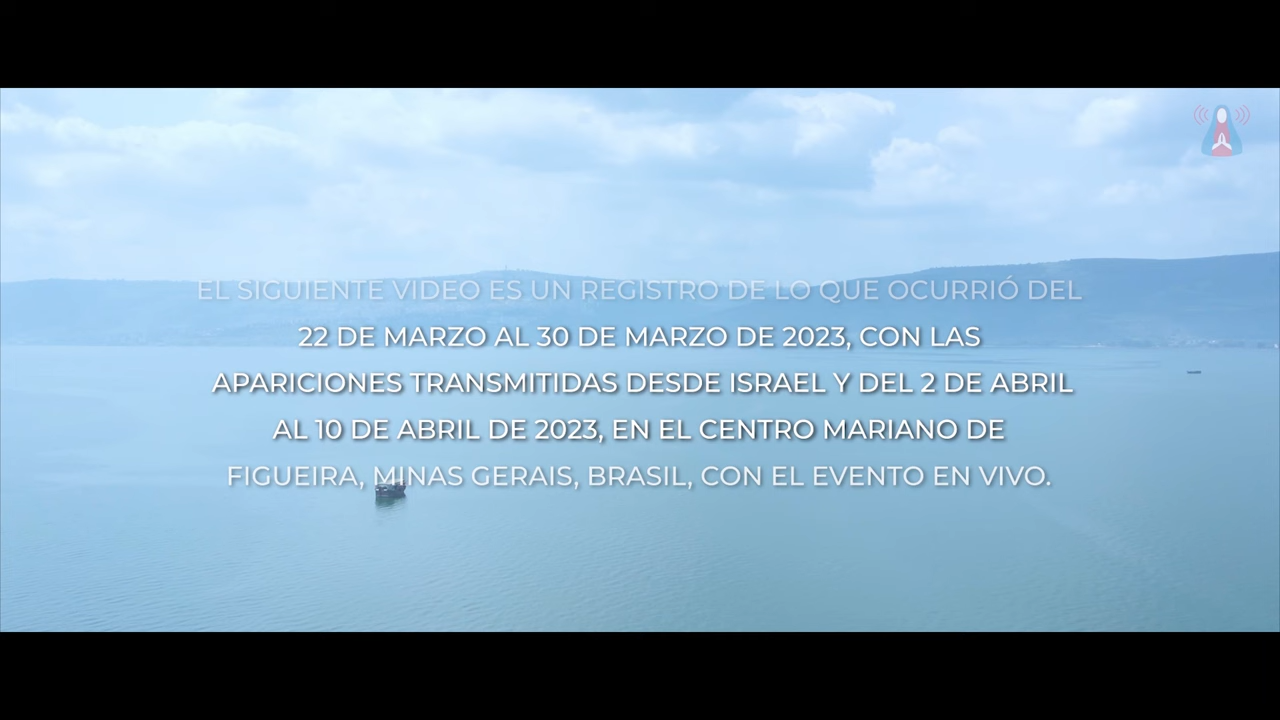 EL SIGUIENTE VIDEO ES UN REGISTRO DE LO QUE OCURRIÓ DEL
22 DE MARZO AL 30 DE MARZO DE 2023, CON LAS
APARICIONES TRANSMITIDAS DESDE ISRAEL Y DEL 2 DE ABRIL
AL 10 DE ABRIL DE 2023, EN EL CENTRO MARIANO DE
FIGUEIRA, MINAS GERAIS, BRASIL, CON EL EVENTO EN VIVO.